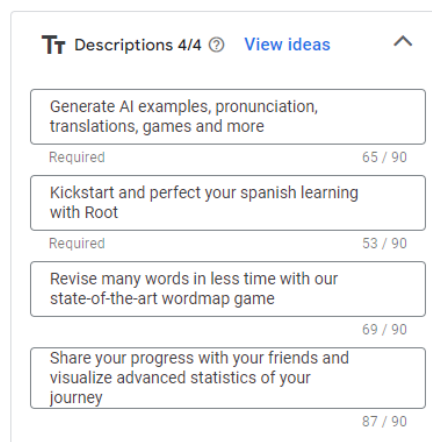 Descriptions 4/4 View ideas
Generate AI examples, pronunciation,
translations, games and more
Required 65 / 90
Kickstart and perfect your spanish learning
with Root
Required 53 / 90
Revise many words in less time with our
state-of-the-art wordmap game
69 / 90
Share your progress with your friends and
visualize advanced statistics of your
journey
87 / 90